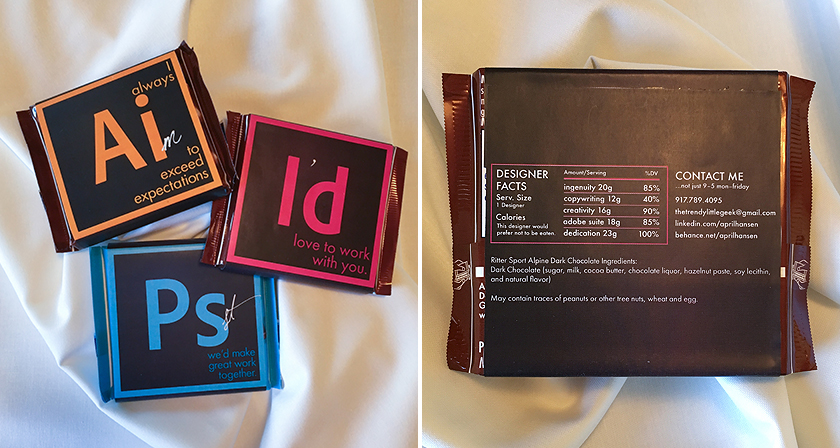 I
always
Ai
m
to
exceed
expectations
I'd
love to work
with you.
Ps
st
we'd make
great work
together.
DESIGNER
FACTS
Serv. Size
1 Designer
Calories
This designer would
prefer not to be eaten.
Amount/Serving %DV
ingenuity 20g 85%
copywriting 12g 40%
creativity 16g 90%
adobe suite 18g 85%
dedication 23g 100%
CONTACT ME
...not just 9-5 mon-friday
917.789.4095
thetrendylittlegeek@gmail.com
linkedin.com/aprilhansen
behance.net/aprilhansen
Ritter Sport Alpine Dark Chocolate Ingredients:
Dark Chocolate (sugar, milk, cocoa butter, chocolate liquor, hazelnut paste, soy lecithin,
and natural flavor)
May contain traces of peanuts or other tree nuts, wheat and egg.